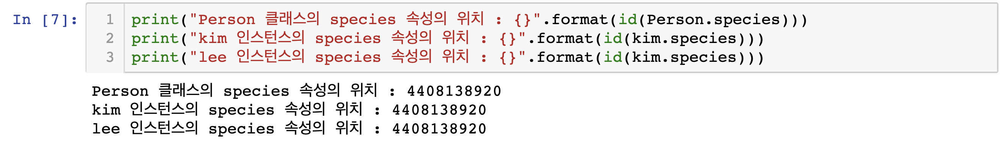 In [7]:
1 print("Person 클래스의 species 속성의 위치 : {}".format(id(Person.species)))
2 print("kim 인스턴스의 species 속성의 위치 : {}".format(id(kim.species)))
3 print("lee 인스턴스의 species 속성의 위치 : {}".format(id(kim.species)))
Person 클래스의 species 속성의 위치 : 4408138920
kim 인스턴스의 species 속성의 위치 : 4408138920
lee 인스턴스의 species 속성의 위치 : 4408138920